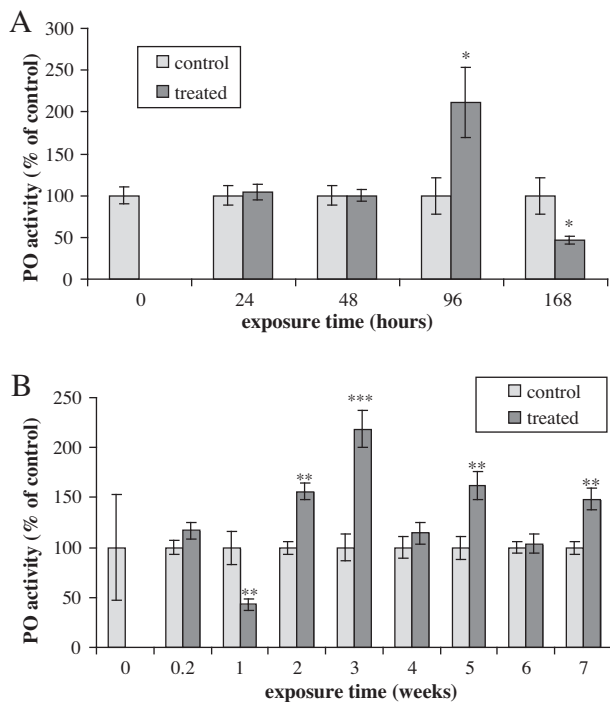 A
300
250
200
150
100
50
0
PO activity (% of control)
control
treated
*
*
0 24 48 96 168
exposure time (hours)
B
250
200
150
100
50
0
PO activity (% of control)
control
treated
**
**
***
**
**
0 0.2 1 2 3 4 5 6 7
exposure time (weeks)